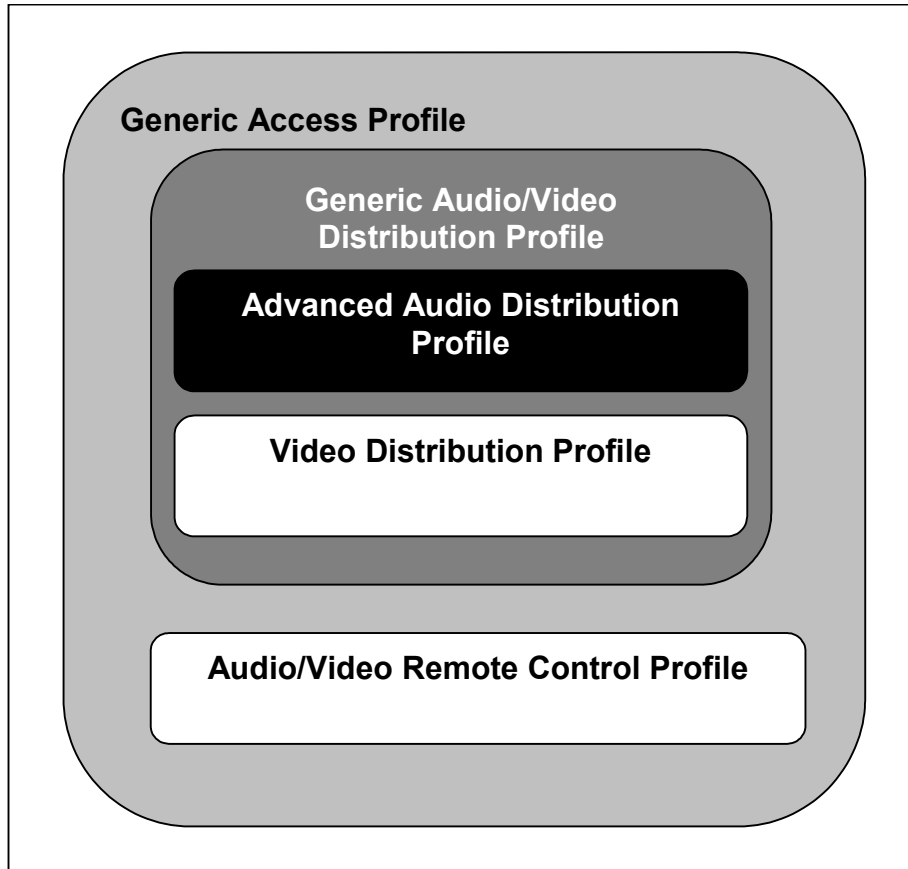 Generic Access Profile
Generic Audio/Video
Distribution Profile
Advanced Audio Distribution
Profile
Video Distribution Profile
Audio/Video Remote Control Profile